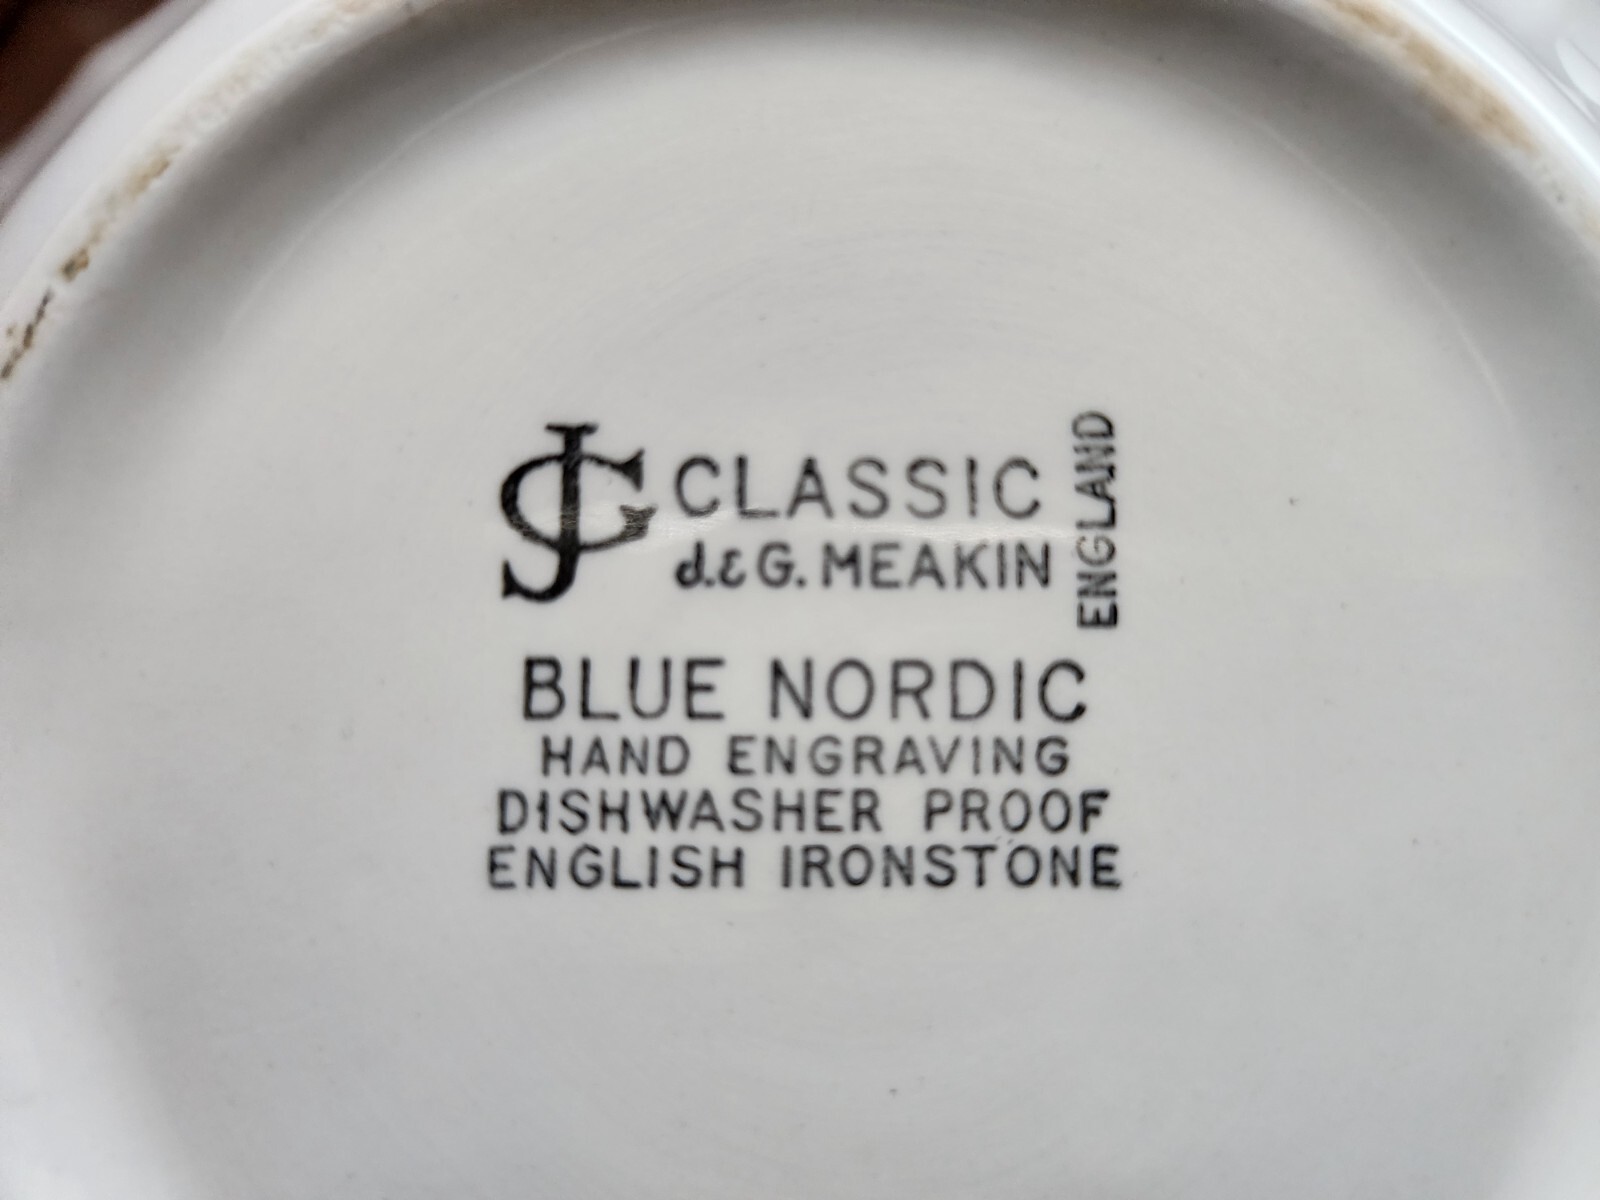 JG CLASSIC
J. & G. MEAKIN
ENGLAND
BLUE NORDIC
HAND ENGRAVING
DISHWASHER PROOF
ENGLISH IRONSTONE